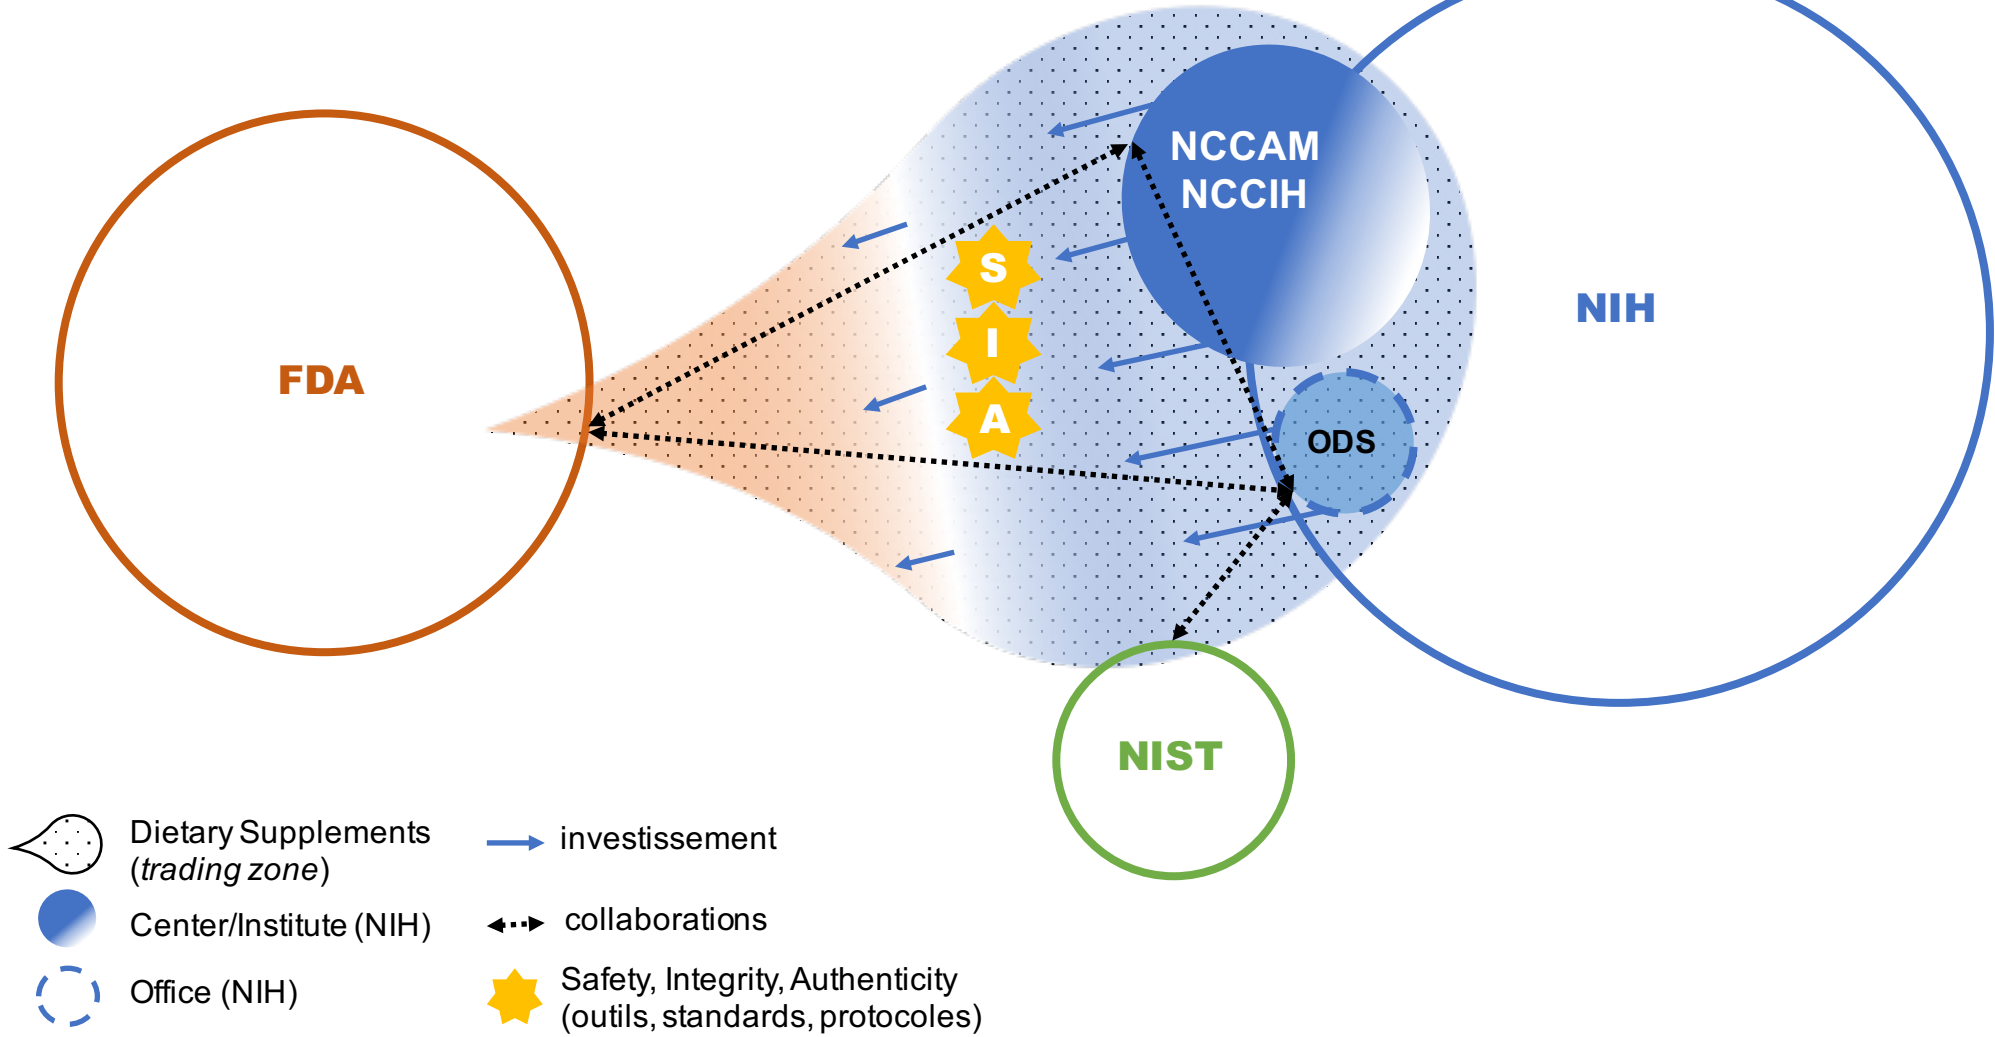 NCCAM
NCCIH
S
I
A
FDA
NIH
ODS
NIST
Dietary Supplements
(trading zone)
Center/Institute (NIH)
Office (NIH)
investissement
collaborations
Safety, Integrity, Authenticity
(outils, standards, protocoles)